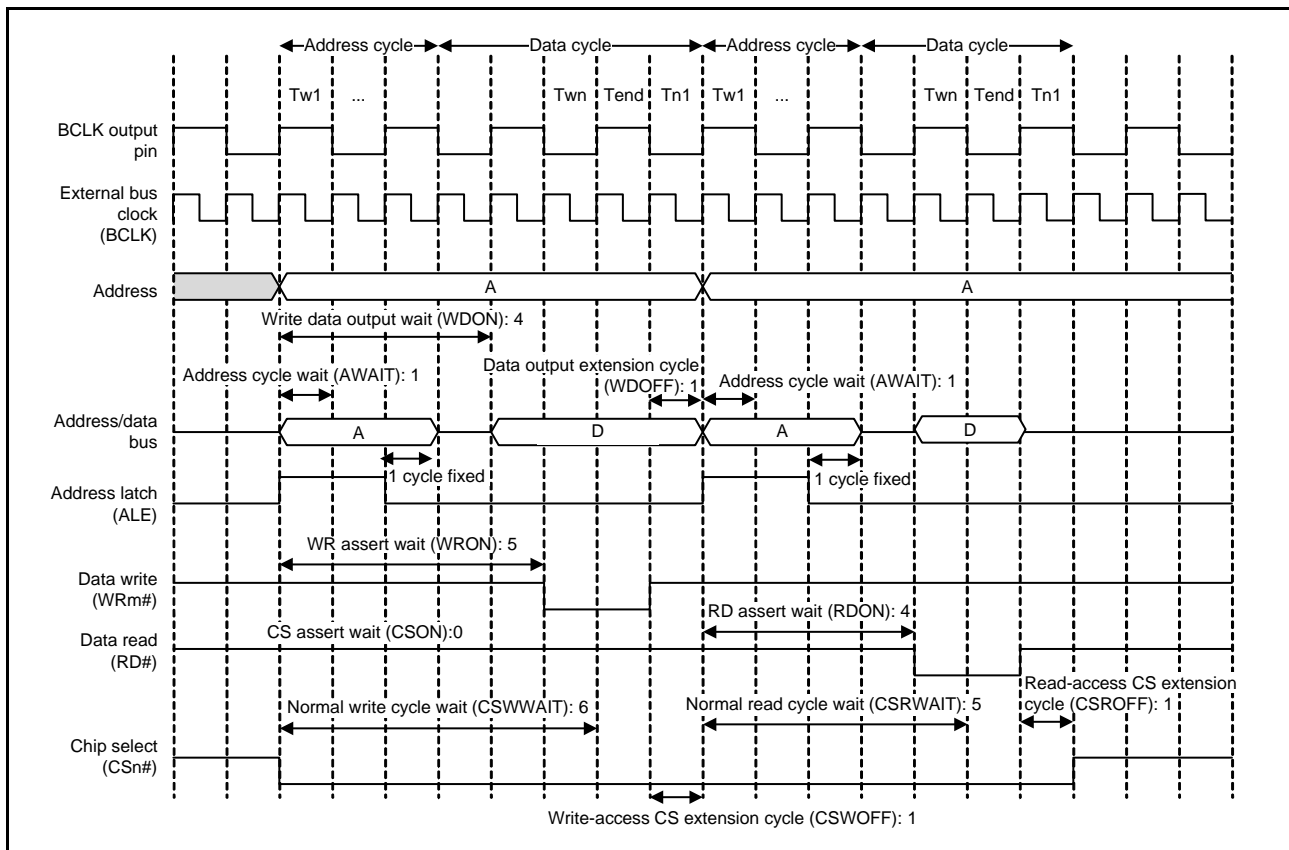 Address cycle Data cycle Address cycle Data cycle
Tw1 ... Twn Tend Tn1 Tw1 ... Twn Tend Tn1
BCLK output
pin
External bus
clock
(BCLK)
Address A A
Write data output wait (WDON): 4
Data output extension cycle
(WDOFF): 1
Address cycle wait (AWAIT): 1 Address cycle wait (AWAIT): 1
Address/data
bus
A D A D
1 cycle fixed 1 cycle fixed
Address latch
(ALE)
WR assert wait (WRON): 5
Data write
(WRm#)
RD assert wait (RDON): 4
CS assert wait (CSON):0
Data read
(RD#)
Read-access CS extension
cycle (CSROFF): 1
Normal write cycle wait (CSWWAIT): 6 Normal read cycle wait (CSRWAIT): 5
Chip select
(CSn#)
Write-access CS extension cycle (CSWOFF): 1